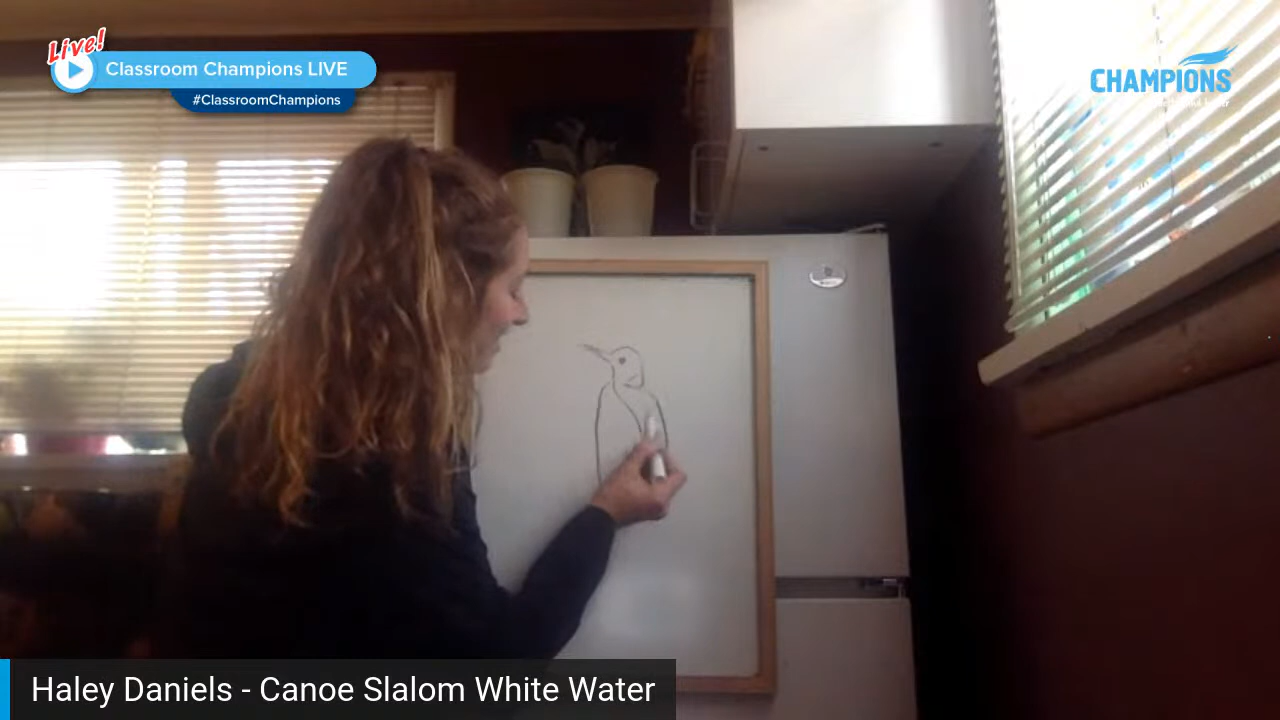 Live!
Classroom Champions LIVE
#ClassroomChampions
CHAMPIONS
Haley Daniels - Canoe Slalom White Water